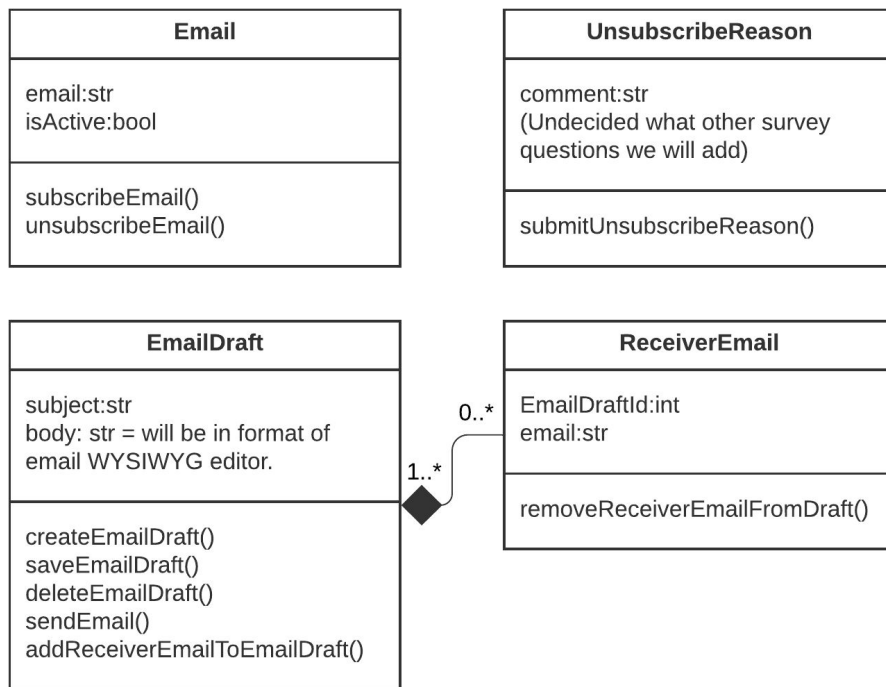 Email
email:str
isActive:bool
subscribeEmail()
unsubscribeEmail()
UnsubscribeReason
comment:str
(Undecided what other survey
questions we will add)
submitUnsubscribeReason()
EmailDraft
subject:str
body: str = will be in format of
email WYSIWYG editor.
createEmailDraft()
saveEmailDraft()
deleteEmailDraft()
sendEmail()
addReceiverEmailToEmailDraft()
1..*
0..*
ReceiverEmail
EmailDraftId:int
email:str
removeReceiverEmailFromDraft()